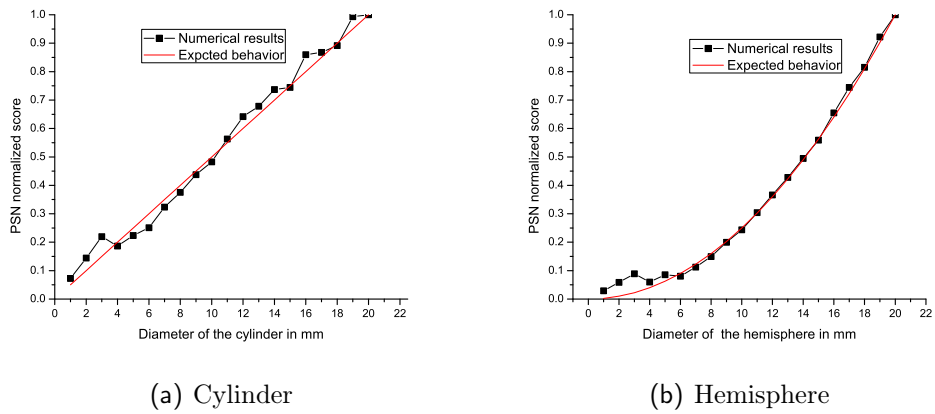 1.0
0.9
0.8
0.7
0.6
0.5
0.4
0.3
0.2
0.1
0.0
PSN normalized score
Numerical results
Expcted behavior
0 2 4 6 8 10 12 14 16 18 20 22
Diameter of the cylinder in mm
(a) Cylinder
1.0
0.9
0.8
0.7
0.6
0.5
0.4
0.3
0.2
0.1
0.0
PSN normalized score
Numerical results
Expected behavior
0 2 4 6 8 10 12 14 16 18 20 22
Diameter of the hemisphere in mm
(b) Hemisphere